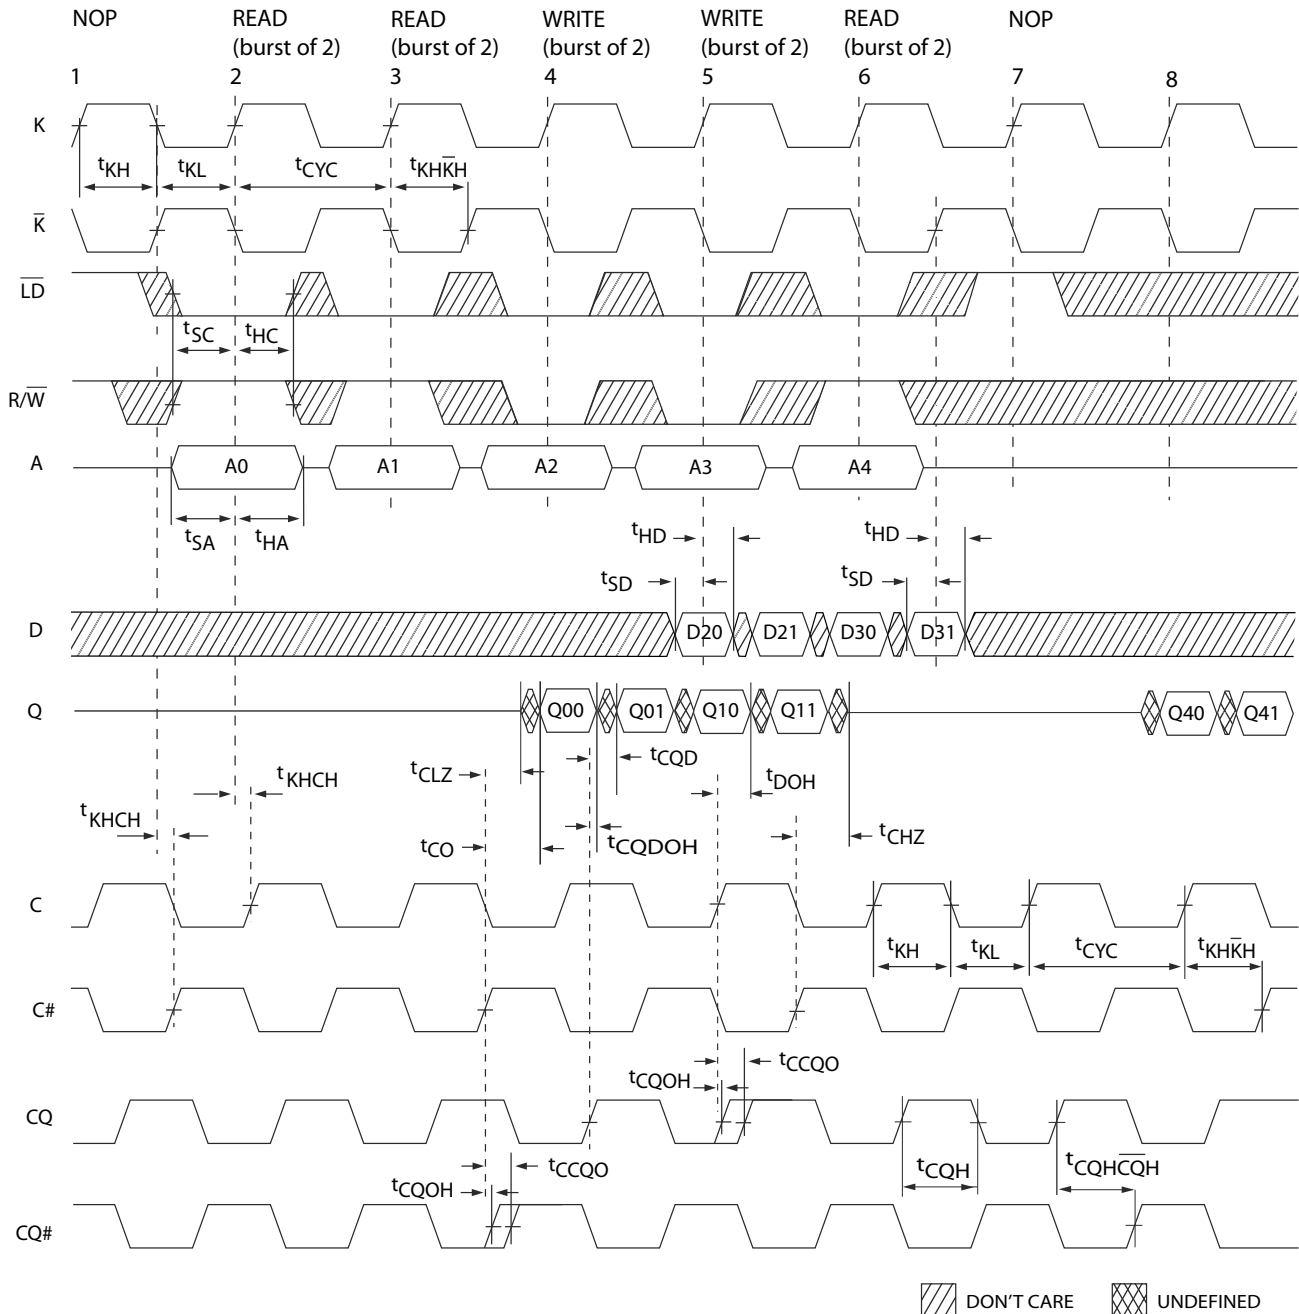 NOP READ READ WRITE WRITE READ NOP
(burst of 2) (burst of 2) (burst of 2) (burst of 2) (burst of 2)
1 2 3 4 5 6 7 8
K
tKH tKL tCYC tKHK̅H
K̅
L̅D̅
tSC tHC
R/W̅
A A0 A1 A2 A3 A4
tSA tHA tHD tHD
tSD tSD
D D20 D21 D30 D31
Q Q00 Q01 Q10 Q11 Q40 Q41
tCQD
tKHCH tCLZ tDOH
tKHCH tCO tCQDOH tCHZ
C
tKH tKL tCYC tKHK̅H
C#
tCCQO
tCQOH
CQ
tCCQO tCQH tCQHC̅Q̅H
tCQOH
CQ#
DON'T CARE UNDEFINED